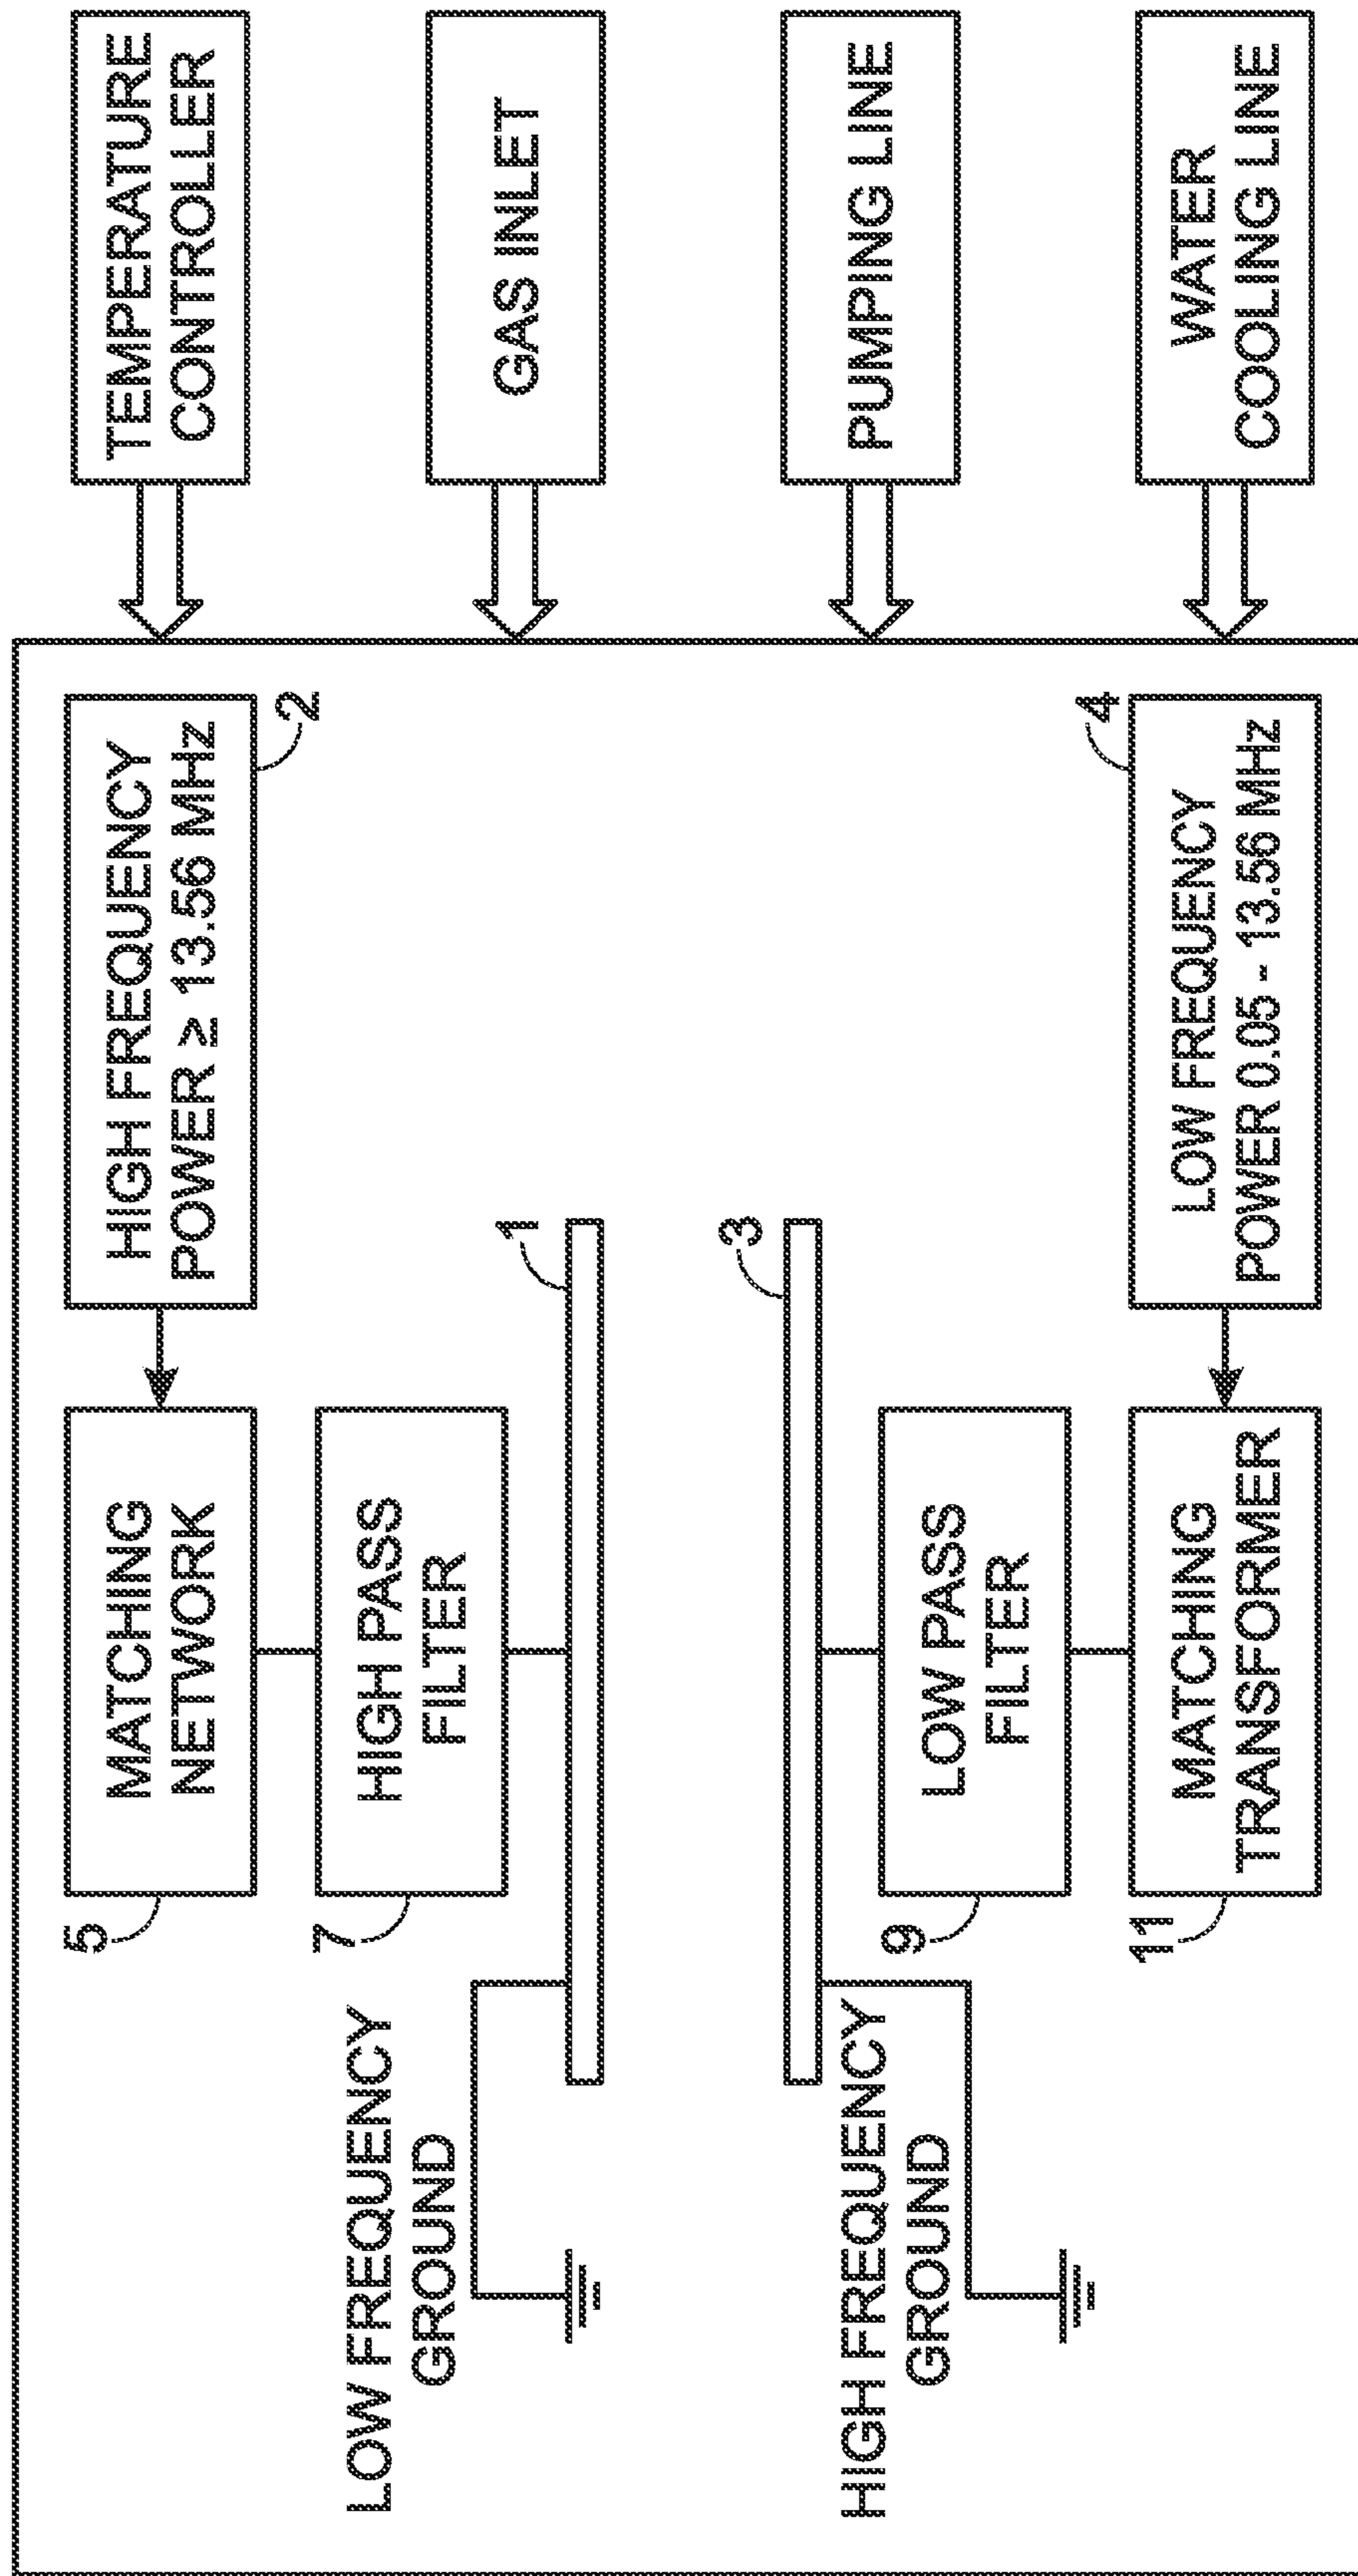 TEMPERATURE
CONTROLLER
GAS INLET
PUMPING LINE
WATER
COOLING LINE
HIGH FREQUENCY
POWER ≥ 13.56 MHz
2
MATCHING
NETWORK
5
HIGH PASS
FILTER
7
1
LOW FREQUENCY
GROUND
3
HIGH FREQUENCY
GROUND
LOW PASS
FILTER
9
4
LOW FREQUENCY
POWER 0.05 - 13.56 MHz
MATCHING
TRANSFORMER
11